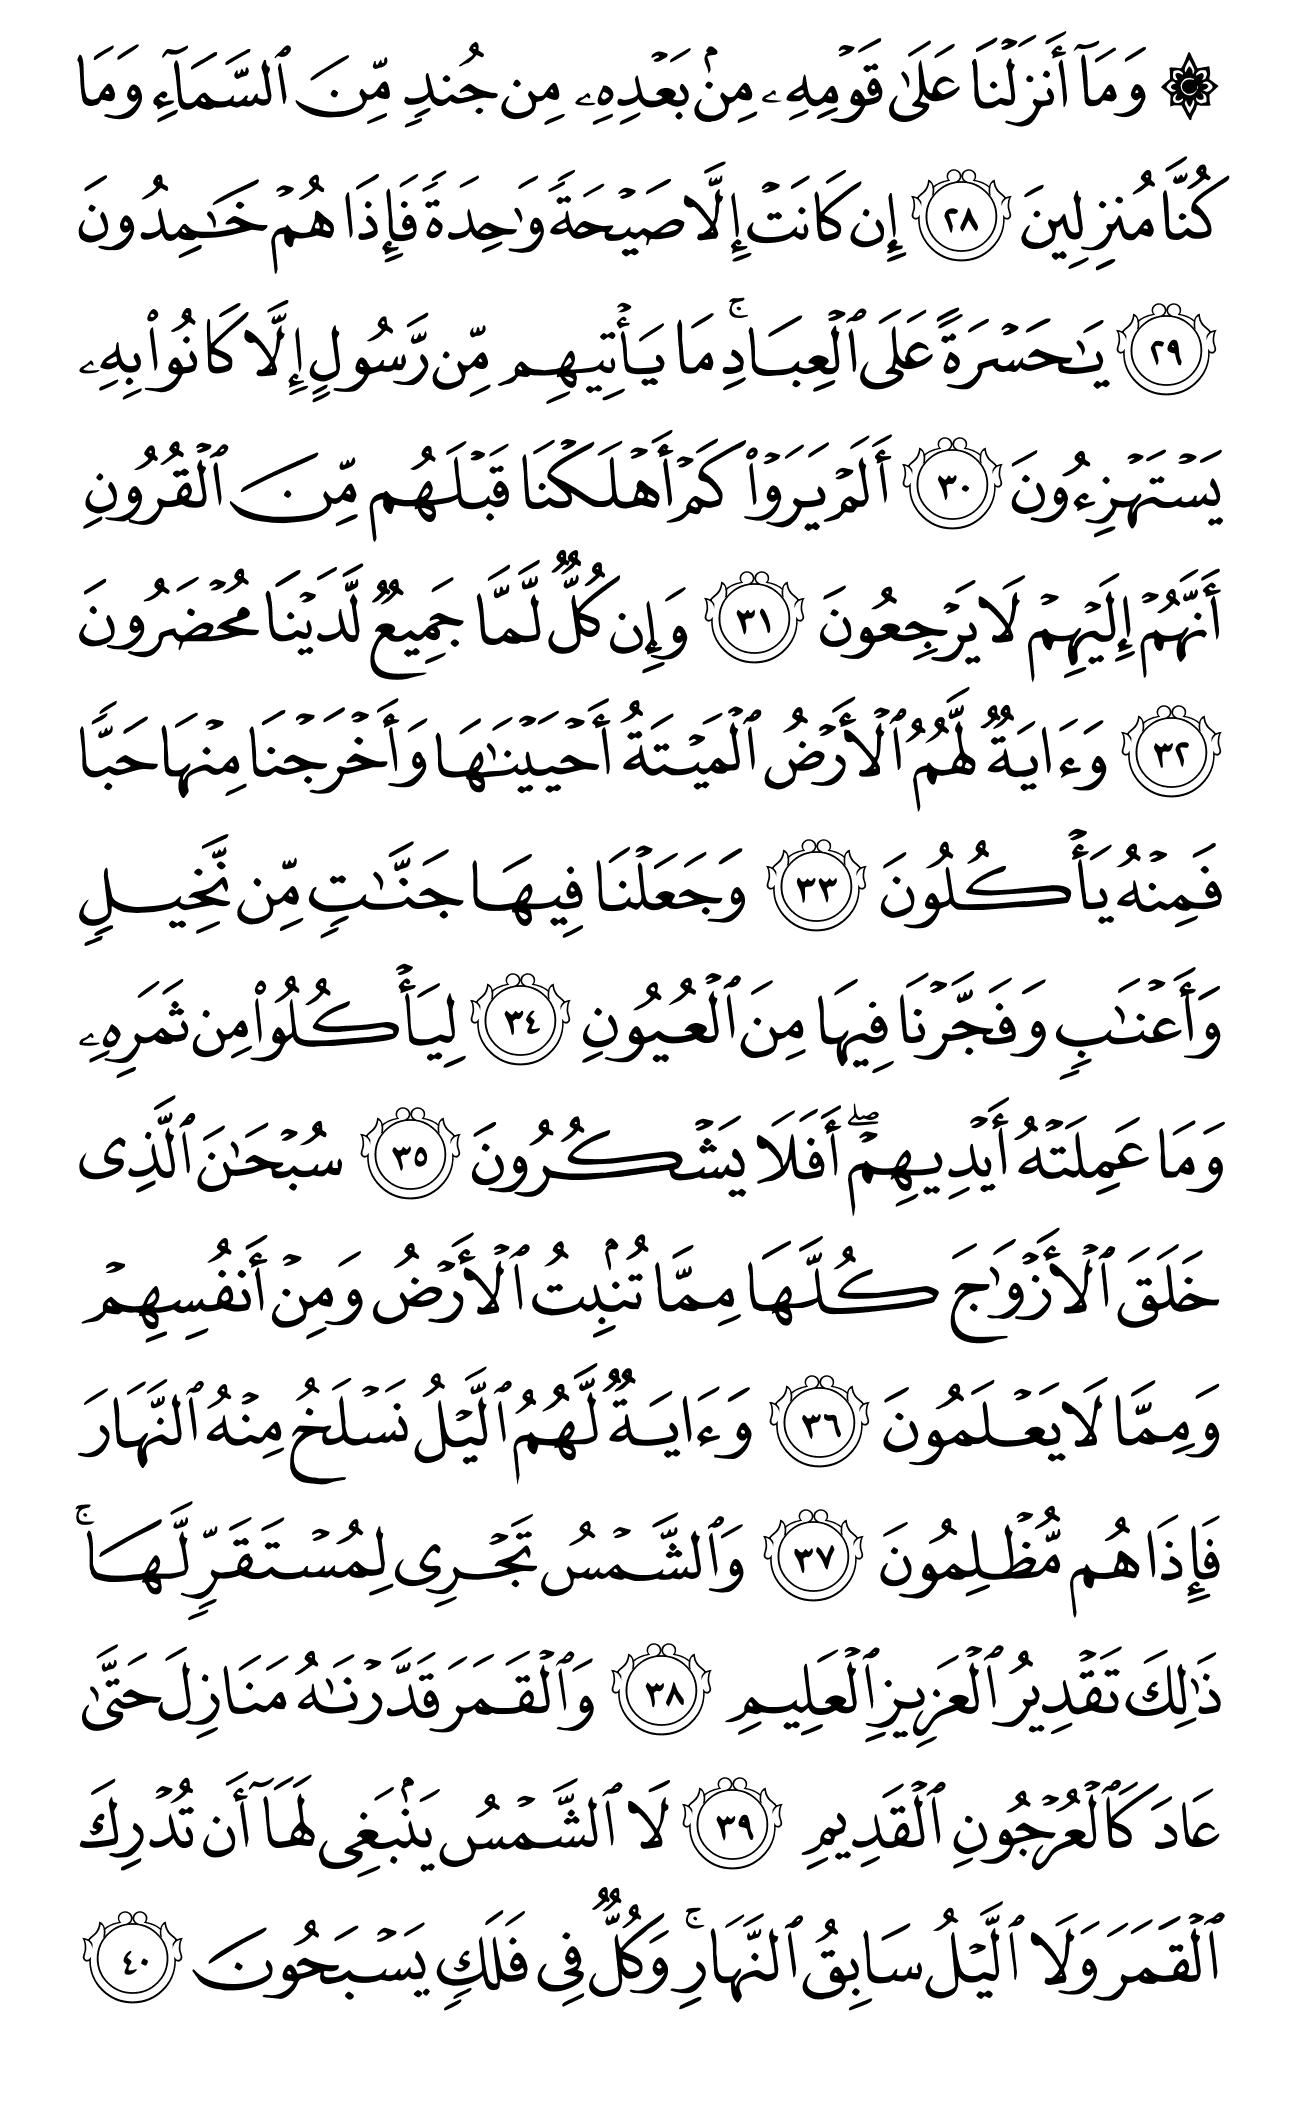 ۞ وَمَآ أَنزَلۡنَا عَلَىٰ قَوۡمِهِۦ مِنۢ بَعۡدِهِۦ مِن جُندٖ مِّنَ ٱلسَّمَآءِ وَمَا
كُنَّا مُنزِلِينَ ٢٨ إِن كَانَتۡ إِلَّا صَيۡحَةٗ وَٰحِدَةٗ فَإِذَا هُمۡ خَٰمِدُونَ
٢٩ يَٰحَسۡرَةً عَلَى ٱلۡعِبَادِۚ مَا يَأۡتِيهِم مِّن رَّسُولٍ إِلَّا كَانُواْ بِهِۦ
يَسۡتَهۡزِءُونَ ٣٠ أَلَمۡ يَرَوۡاْ كَمۡ أَهۡلَكۡنَا قَبۡلَهُم مِّنَ ٱلۡقُرُونِ
أَنَّهُمۡ إِلَيۡهِمۡ لَا يَرۡجِعُونَ ٣١ وَإِن كُلّٞ لَّمَّا جَمِيعٞ لَّدَيۡنَا مُحۡضَرُونَ
٣٢ وَءَايَةٞ لَّهُمُ ٱلۡأَرۡضُ ٱلۡمَيۡتَةُ أَحۡيَيۡنَٰهَا وَأَخۡرَجۡنَا مِنۡهَا حَبّٗا
فَمِنۡهُ يَأۡكُلُونَ ٣٣ وَجَعَلۡنَا فِيهَا جَنَّٰتٖ مِّن نَّخِيلٖ
وَأَعۡنَٰبٖ وَفَجَّرۡنَا فِيهَا مِنَ ٱلۡعُيُونِ ٣٤ لِيَأۡكُلُواْ مِن ثَمَرِهِۦ
وَمَا عَمِلَتۡهُ أَيۡدِيهِمۡۚ أَفَلَا يَشۡكُرُونَ ٣٥ سُبۡحَٰنَ ٱلَّذِي
خَلَقَ ٱلۡأَزۡوَٰجَ كُلَّهَا مِمَّا تُنۢبِتُ ٱلۡأَرۡضُ وَمِنۡ أَنفُسِهِمۡ
وَمِمَّا لَا يَعۡلَمُونَ ٣٦ وَءَايَةٞ لَّهُمُ ٱلَّيۡلُ نَسۡلَخُ مِنۡهُ ٱلنَّهَارَ
فَإِذَا هُم مُّظۡلِمُونَ ٣٧ وَٱلشَّمۡسُ تَجۡرِي لِمُسۡتَقَرّٖ لَّهَاۚ
ذَٰلِكَ تَقۡدِيرُ ٱلۡعَزِيزِ ٱلۡعَلِيمِ ٣٨ وَٱلۡقَمَرَ قَدَّرۡنَٰهُ مَنَازِلَ حَتَّىٰ
عَادَ كَٱلۡعُرۡجُونِ ٱلۡقَدِيمِ ٣٩ لَا ٱلشَّمۡسُ يَنۢبَغِي لَهَآ أَن تُدۡرِكَ
ٱلۡقَمَرَ وَلَا ٱلَّيۡلُ سَابِقُ ٱلنَّهَارِۚ وَكُلّٞ فِي فَلَكٖ يَسۡبَحُونَ ٤٠